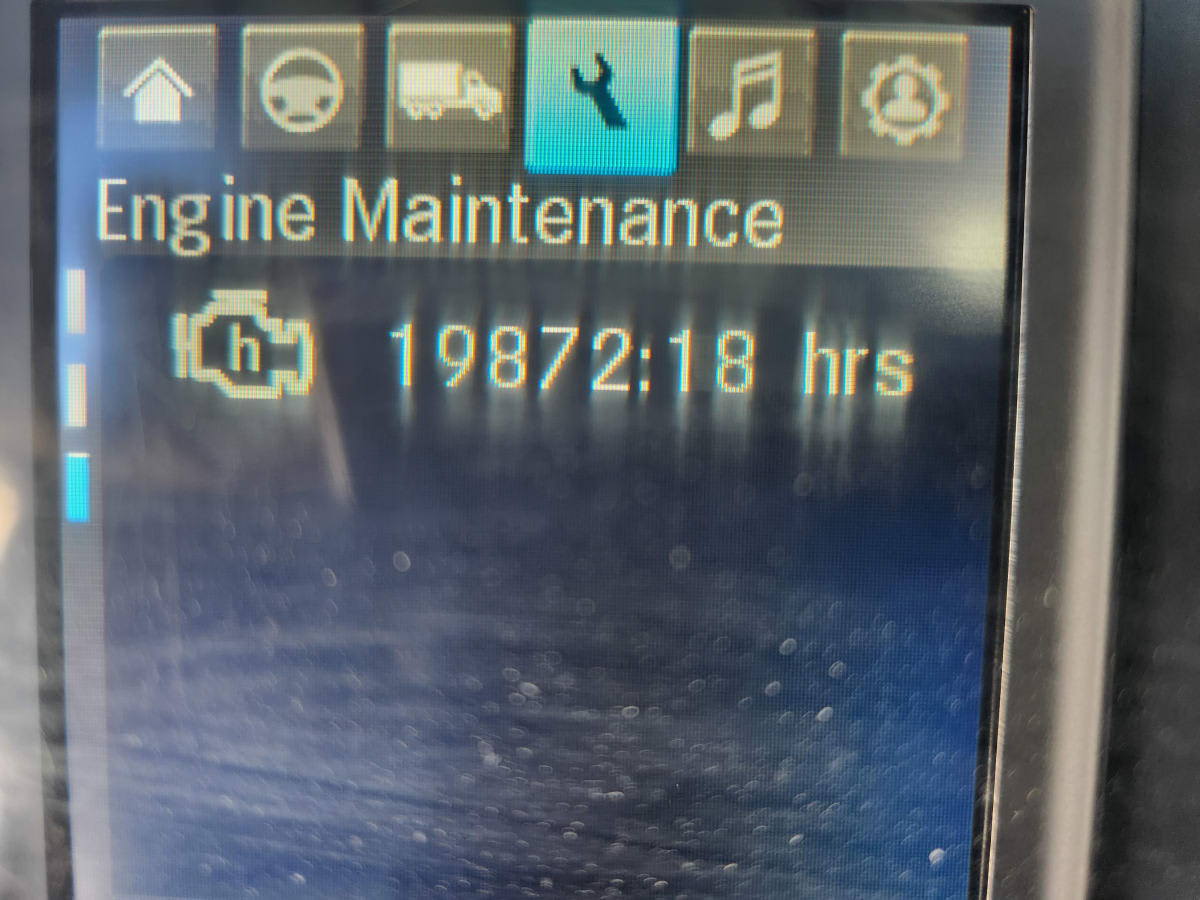 Engine Maintenance
h 19872:18 hrs